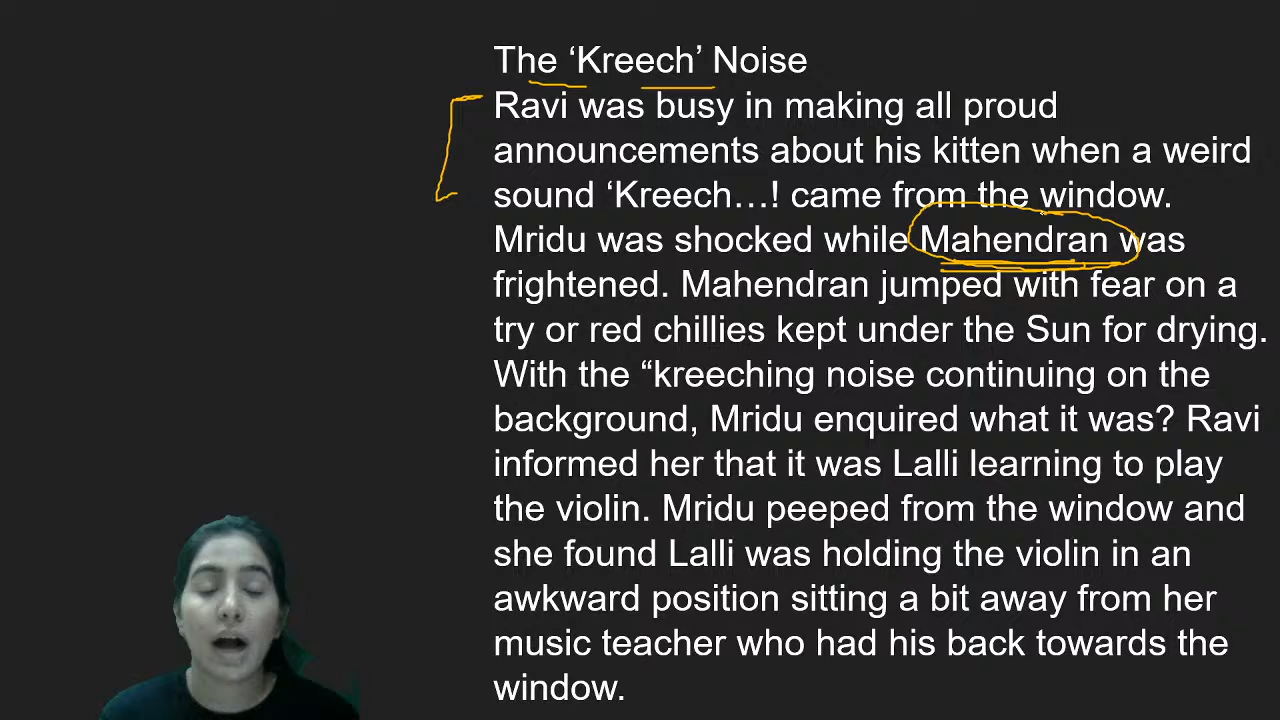 The ‘Kreech’ Noise
Ravi was busy in making all proud
announcements about his kitten when a weird
sound ‘Kreech…! came from the window.
Mridu was shocked while Mahendran was
frightened. Mahendran jumped with fear on a
try or red chillies kept under the Sun for drying.
With the “kreeching noise continuing on the
background, Mridu enquired what it was? Ravi
informed her that it was Lalli learning to play
the violin. Mridu peeped from the window and
she found Lalli was holding the violin in an
awkward position sitting a bit away from her
music teacher who had his back towards the
window.